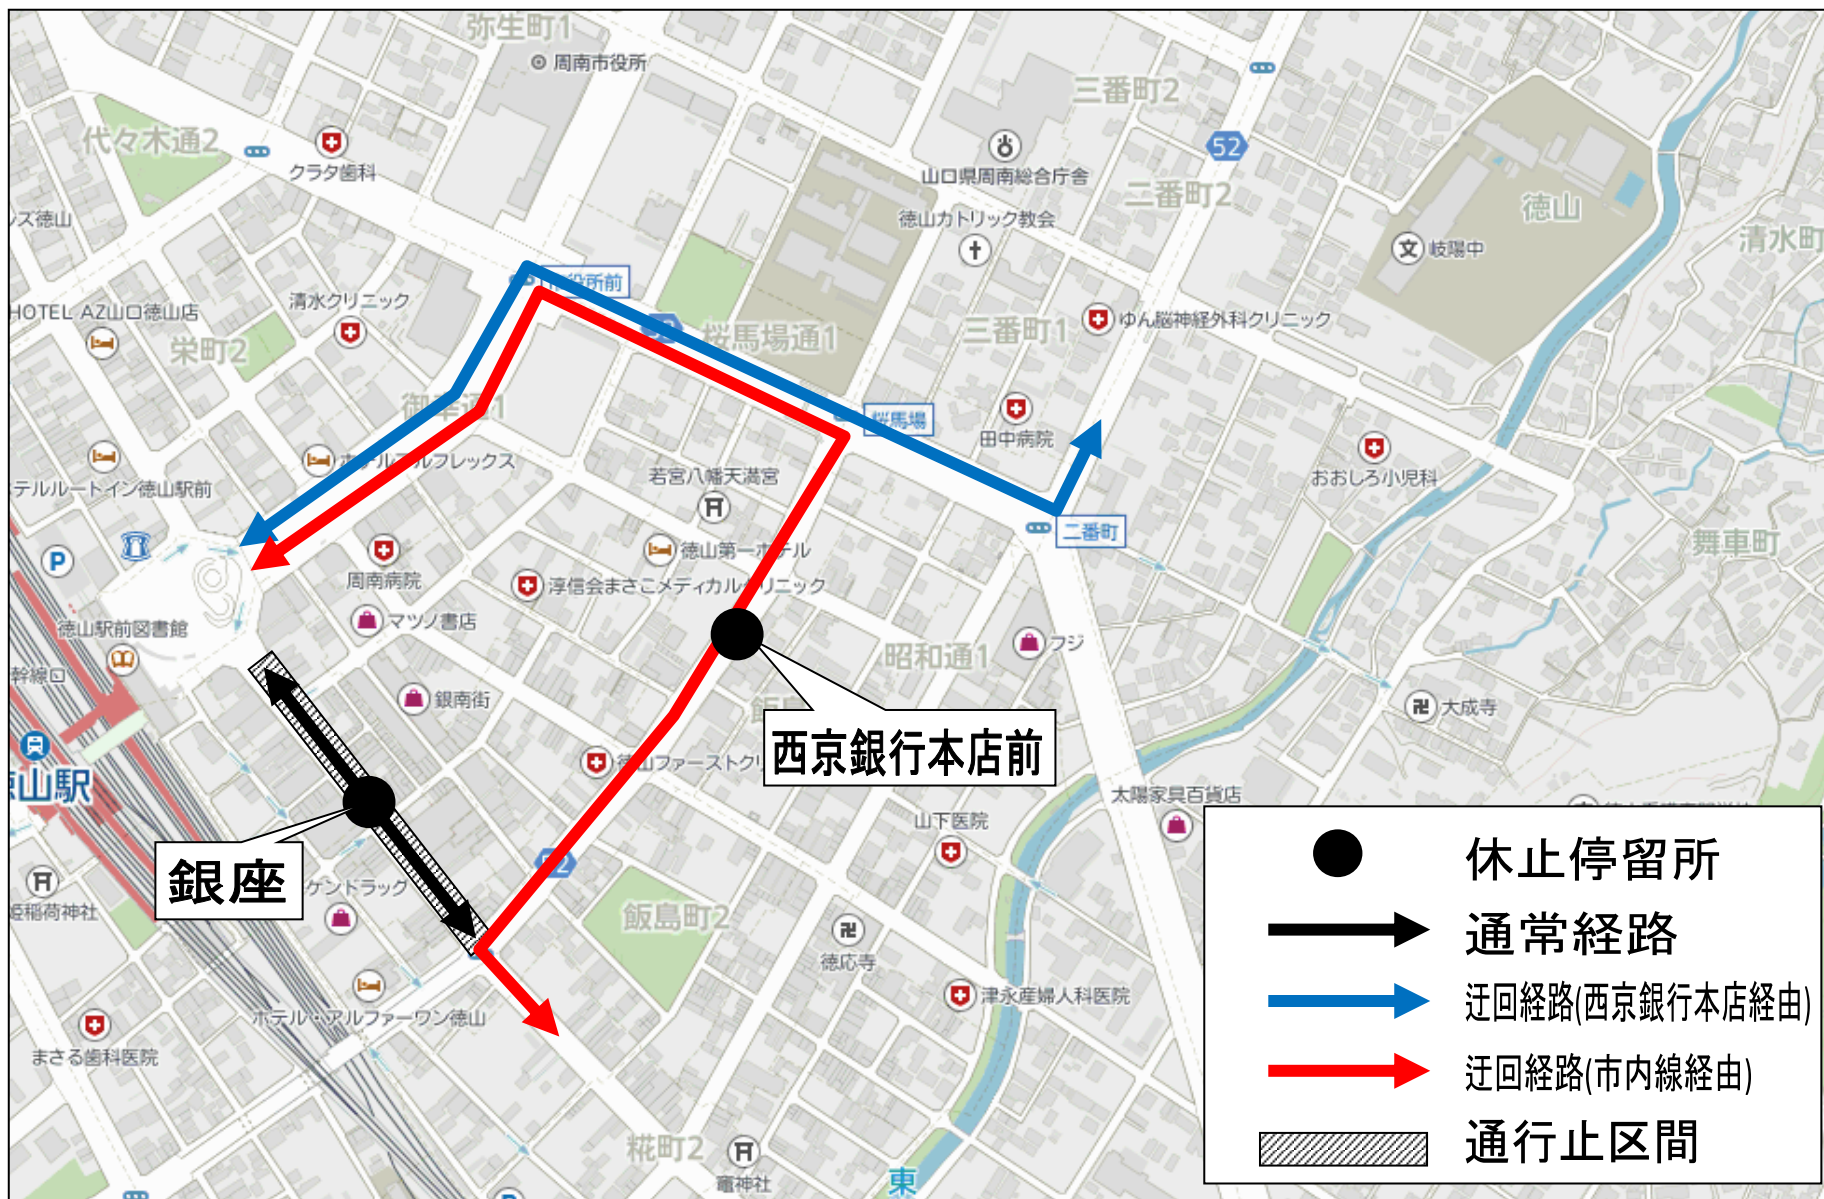 弥生町1
周南市役所
三番町2
代々木通2
52
クラタ歯科
山口県周南総合庁舎
二番町2
徳山
ズ徳山
徳山カトリック教会
岐陽中
清水町
役所前
HOTEL AZ山口徳山店
清水クリニック
栄町2
桜馬場通1
三番町1
ゆん脳神経外科クリニック
桜馬場
田中病院
若宮八幡天満宮
おおしろ小児科
テルルートイン徳山駅前
二番町
舞車町
徳山第一ホテル
周南病院
淳信会まさこメディカルクリニック
マツノ書店
徳山駅前図書館
昭和通1
フジ
幹線口
銀南街
大成寺
西京銀行本店前
徳山駅
太陽家具百貨店
山下医院
銀座
ケンドラッグ
飯島町2
稲荷神社
徳応寺
津永産婦人科医院
ホテル・アルファーワン徳山
まさる歯科医院
糀町2
竈神社
東
休止停留所
通常経路
迂回経路(西京銀行本店経由)
迂回経路(市内線経由)
通行止区間